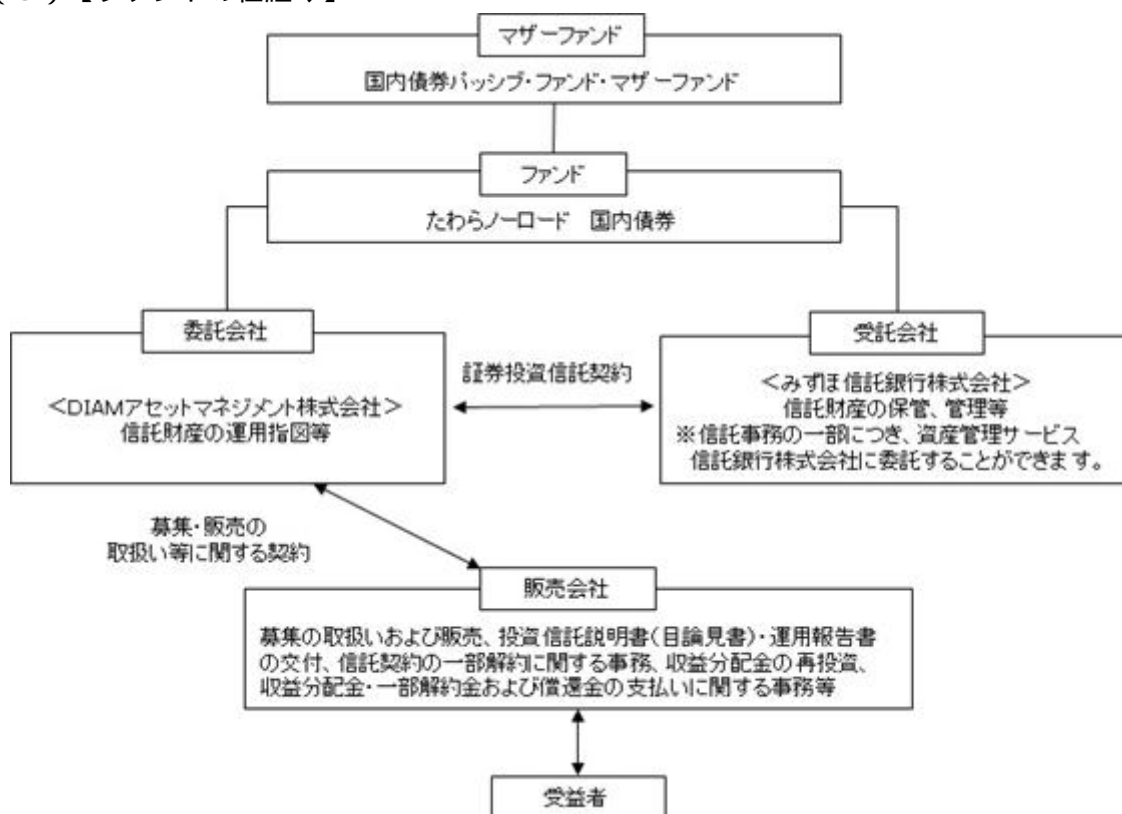 マザーファンド
国内債券パッシブ・ファンド・マザーファンド
ファンド
たわらノーロード 国内債券
委託会社
<DIAMアセットマネジメント株式会社>
信託財産の運用指図等
証券投資信託契約
受託会社
<みずほ信託銀行株式会社>
信託財産の保管、管理等
※信託事務の一部につき、資産管理サービス
信託銀行株式会社に委託することができます。
募集・販売の
取扱い等に関する契約
販売会社
募集の取扱いおよび販売、投資信託説明書(目論見書)・運用報告書
の交付、信託契約の一部解約に関する事務、収益分配金の再投資、
収益分配金・一部解約金および償還金の支払いに関する事務等
受益者